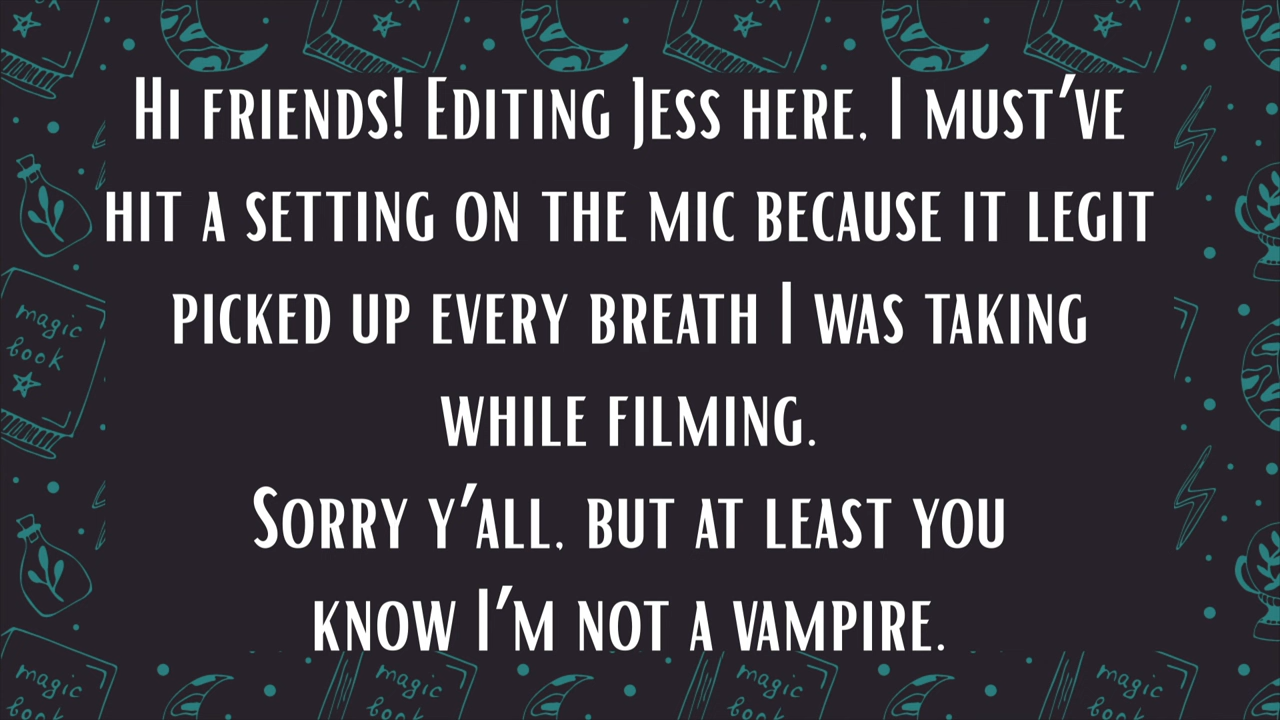 Hi friends! Editing Jess here, I must've
hit a setting on the mic because it legit
picked up every breath I was taking
while filming.
Sorry y'all, but at least you
know I'm not a vampire.
magic
book
magic
book
magic
book
magic
book